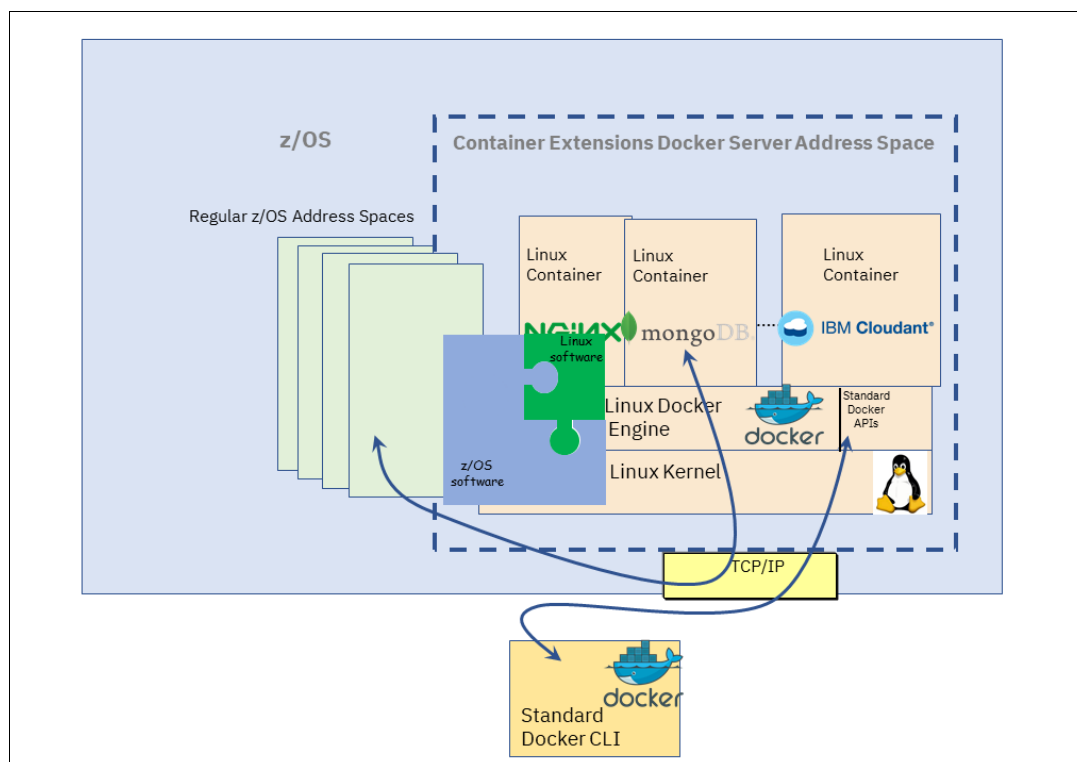 z/OS
Container Extensions Docker Server Address Space
Regular z/OS Address Spaces
Linux
Container
Linux
Container
Linux
Container
NGINX
mongoDB.
IBM Cloudant®
Linux
software
z/OS
software
Linux Docker
Engine
docker
Standard
Docker
APIs
Linux Kernel
TCP/IP
docker
Standard
Docker CLI